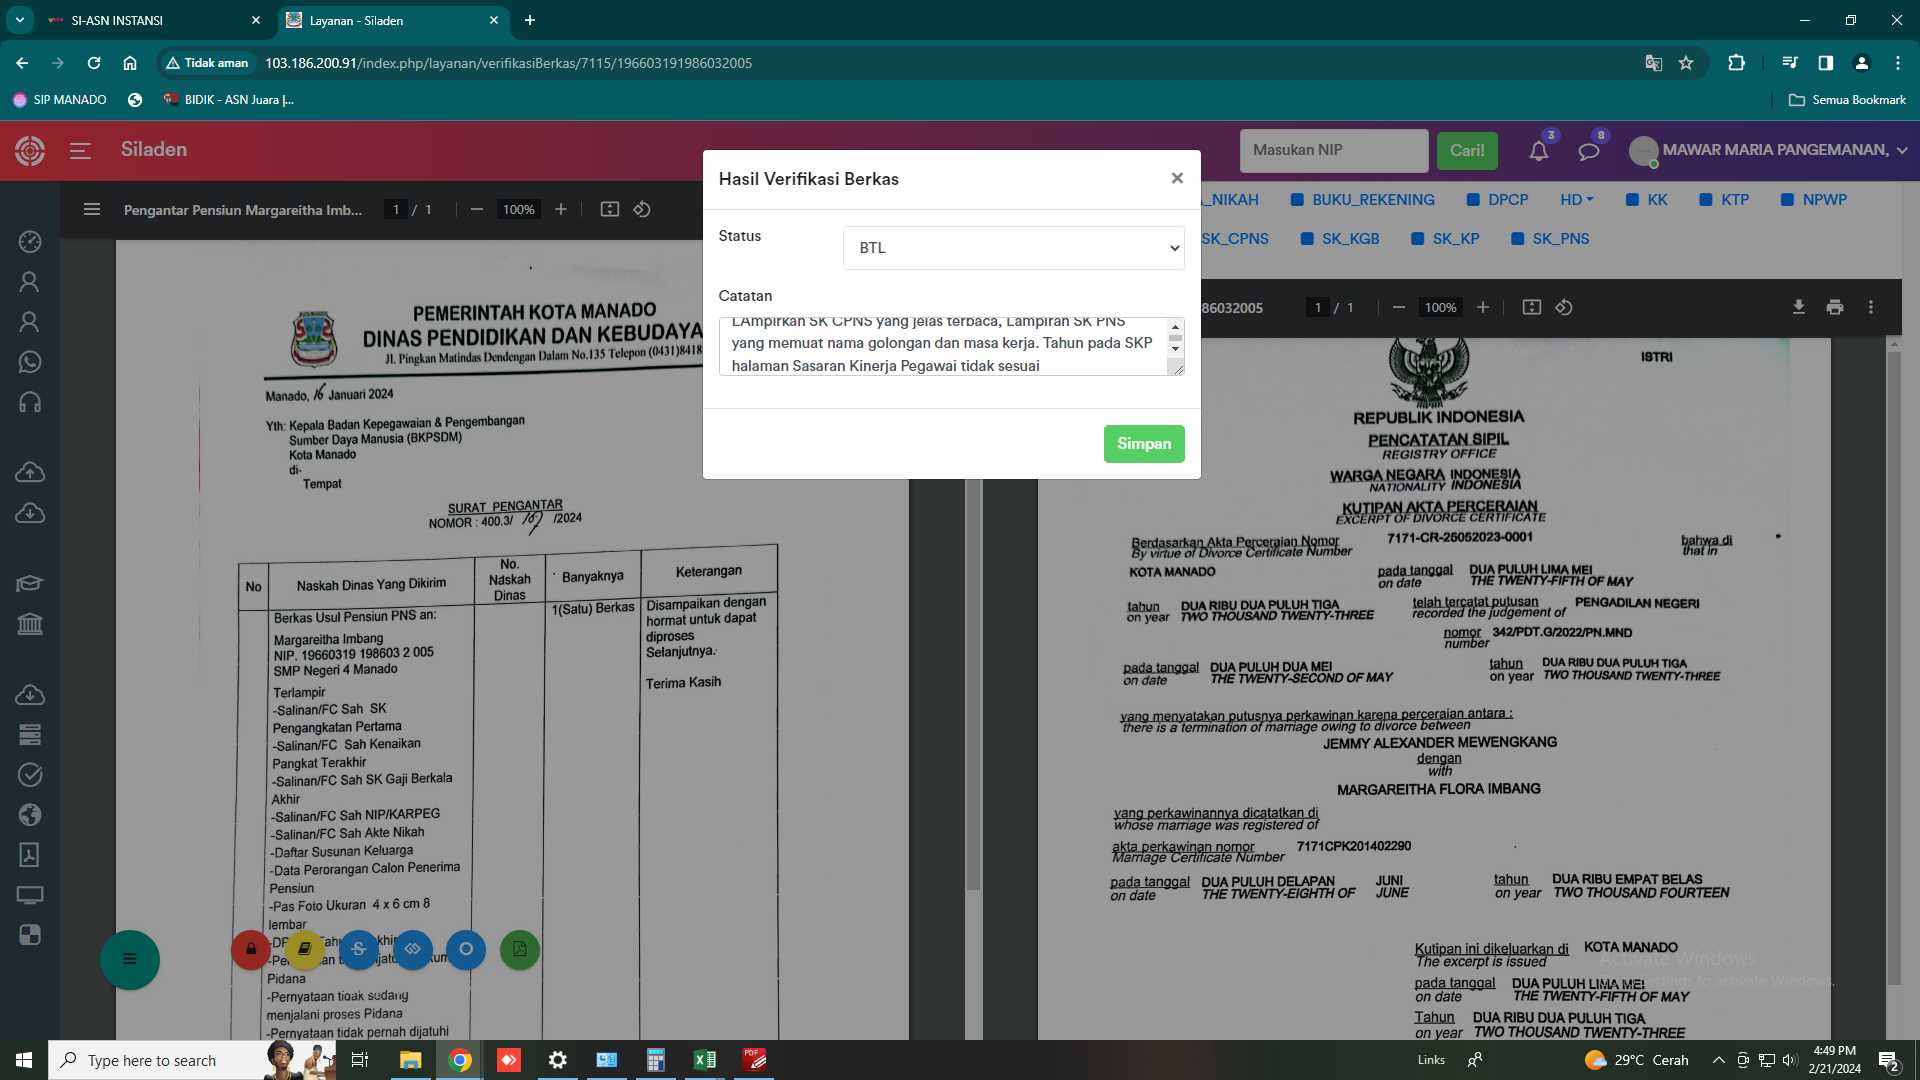 SI-ASN INSTANSI
Layanan - Siladen
Tidak aman
103.186.200.91/index.php/layanan/verifikasiBerkas/7115/196603191986032005
SIP MANADO
BIDIK - ASN Juara |...
Semua Bookmark
Siladen
Masukan NIP
Cari!
3
8
MAWAR MARIA PANGEMANAN,
Pengantar Pensiun Margareitha Imb...
1 / 1
100%
Hasil Verifikasi Berkas
Status
BTL
Catatan
LAmpirkan SK CPNS yang jelas terbaca, Lampiran SK PNS
yang memuat nama golongan dan masa kerja. Tahun pada SKP
halaman Sasaran Kinerja Pegawai tidak sesuai
Simpan
_NIKAH
BUKU_REKENING
DPCP
HD
KK
KTP
NPWP
SK_CPNS
SK_KGB
SK_KP
SK_PNS
86032005
1 / 1
100%
PEMERINTAH KOTA MANADO
DINAS PENDIDIKAN DAN KEBUDAYA
Jl. Pingkan Matindas Dendengan Dalam No.135 Telepon (0431)8418
Manado, 16 Januari 2024
Yth: Kepala Badan Kepegawaian & Pengembangan
Sumber Daya Manusia (BKPSDM)
Kota Manado
di-
Tempat
SURAT PENGANTAR
NOMOR : 400.3/ /2024
No
Naskah Dinas Yang Dikirim
No.
Naskah
Dinas
Banyaknya
Keterangan
Berkas Usul Pensiun PNS an:
Margareitha Imbang
NIP. 19660319 198603 2 005
SMP Negeri 4 Manado
Terlampir
-Salinan/FC Sah SK
Pengangkatan Pertama
-Salinan/FC Sah Kenaikan
Pangkat Terakhir
-Salinan/FC Sah SK Gaji Berkala
Akhir
-Salinan/FC Sah NIP/KARPEG
-Salinan/FC Sah Akte Nikah
-Daftar Susunan Keluarga
-Data Perorangan Calon Penerima
Pensiun
-Pas Foto Ukuran 4 x 6 cm 8
lembar
Pidana
-Pernyataan tidak sedang
menjalani proses Pidana
-Pernyataan tidak pernah dijatuhi
1(Satu) Berkas
Disampaikan dengan
hormat untuk dapat
diproses
Selanjutnya.
Terima Kasih
ISTRI
REPUBLIK INDONESIA
PENCATATAN SIPIL
REGISTRY OFFICE
WARGA NEGARA INDONESIA
NATIONALITY INDONESIA
KUTIPAN AKTA PERCERAIAN
EXCERPT OF DIVORCE CERTIFICATE
Berdasarkan Akta Perceraian Nomor 7171-CR-25052023-0001 bahwa di
By virtue of Divorce Certificate Number that in
KOTA MANADO pada tanggal DUA PULUH LIMA MEI
on date THE TWENTY-FIFTH OF MAY
tahun DUA RIBU DUA PULUH TIGA telah tercatat putusan PENGADILAN NEGERI
on year TWO THOUSAND TWENTY-THREE recorded the judgement of
nomor 342/PDT.G/2022/PN.MND
number
pada tanggal DUA PULUH DUA MEI tahun DUA RIBU DUA PULUH TIGA
on date THE TWENTY-SECOND OF MAY on year TWO THOUSAND TWENTY-THREE
yang menyatakan putusnya perkawinan karena perceraian antara :
there is a termination of marriage owing to divorce between
JEMMY ALEXANDER MEWENGKANG
dengan
with
MARGAREITHA FLORA IMBANG
yang perkawinannya dicatatkan di
whose marriage was registered of
akta perkawinan nomor 7171CPK201402290
Marriage Certificate Number
pada tanggal DUA PULUH DELAPAN JUNI tahun DUA RIBU EMPAT BELAS
on date THE TWENTY-EIGHTH OF JUNE on year TWO THOUSAND FOURTEEN
Kutipan ini dikeluarkan di KOTA MANADO
The excerpt is issued
pada tanggal DUA PULUH LIMA MEI
on date THE TWENTY-FIFTH OF MAY
Tahun DUA RIBU DUA PULUH TIGA
on year TWO THOUSAND TWENTY-THREE
Activate Windows
to activate Windows.
Type here to search
Links
29°C Cerah
4:49 PM
2/21/2024
2